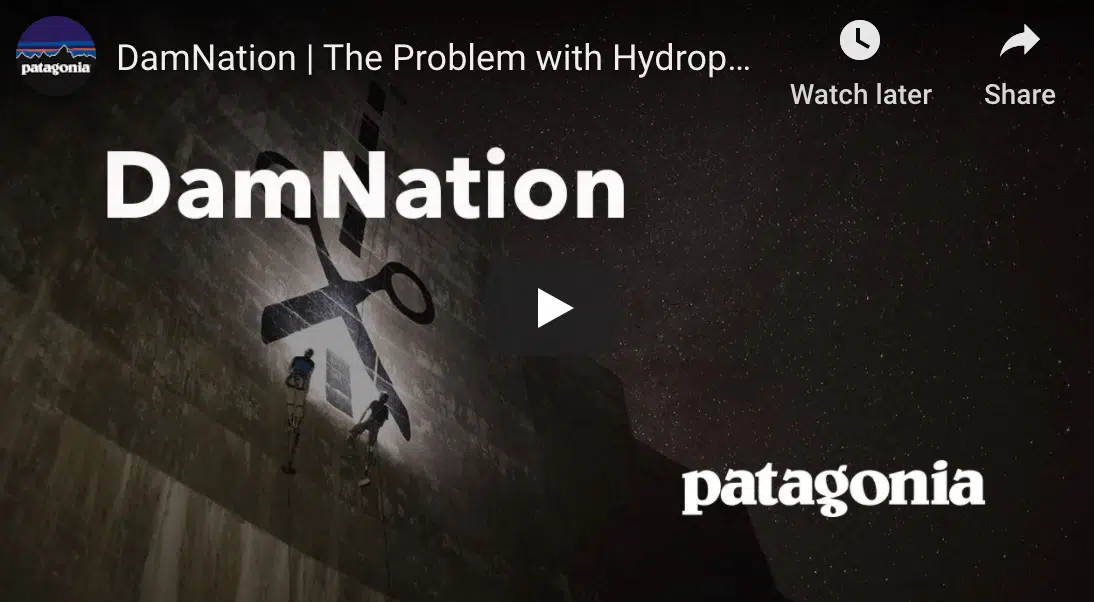 patagonia
DamNation | The Problem with Hydrop...
Watch later
Share
DamNation
patagonia